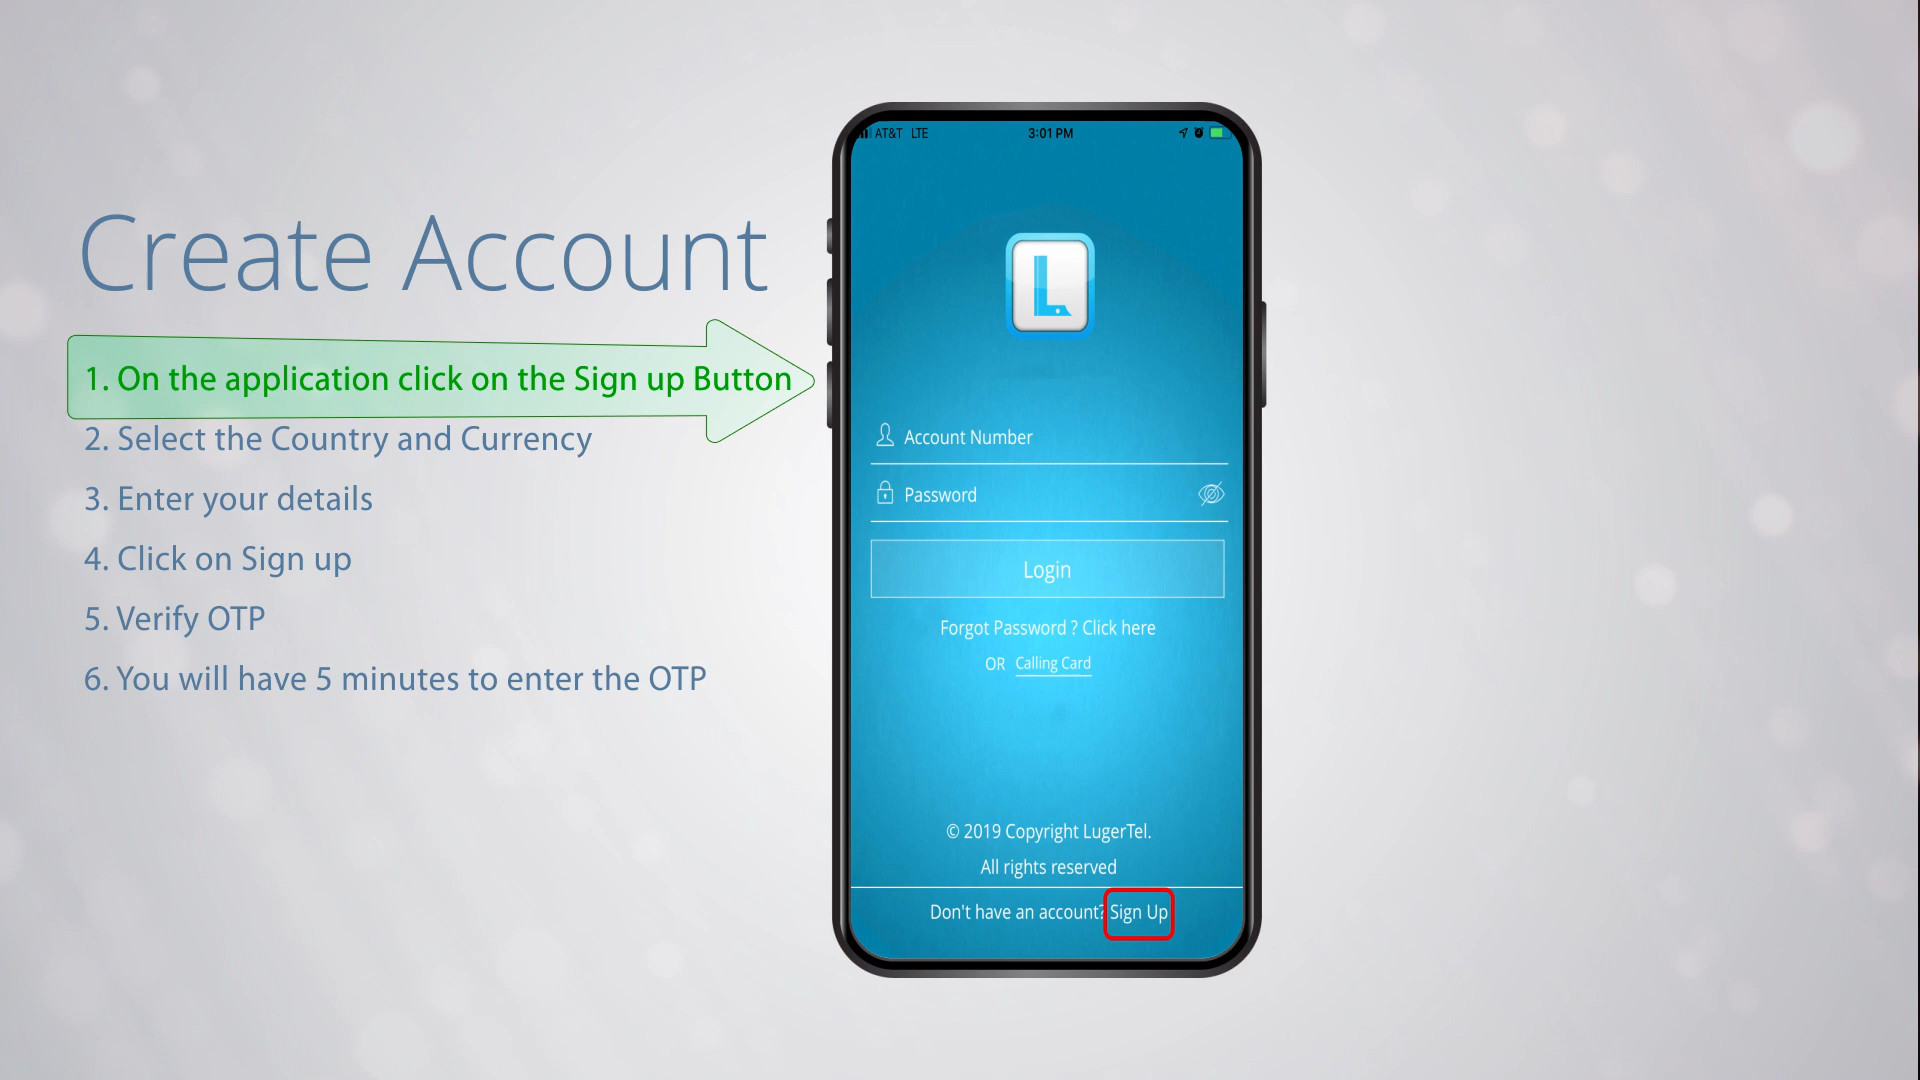 Create Account
1. On the application click on the Sign up Button
2. Select the Country and Currency
3. Enter your details
4. Click on Sign up
5. Verify OTP
6. You will have 5 minutes to enter the OTP
AT&T LTE 3:01 PM
L
Account Number
Password
Login
Forgot Password ? Click here
OR Calling Card
© 2019 Copyright LugerTel.
All rights reserved
Don't have an account? Sign Up